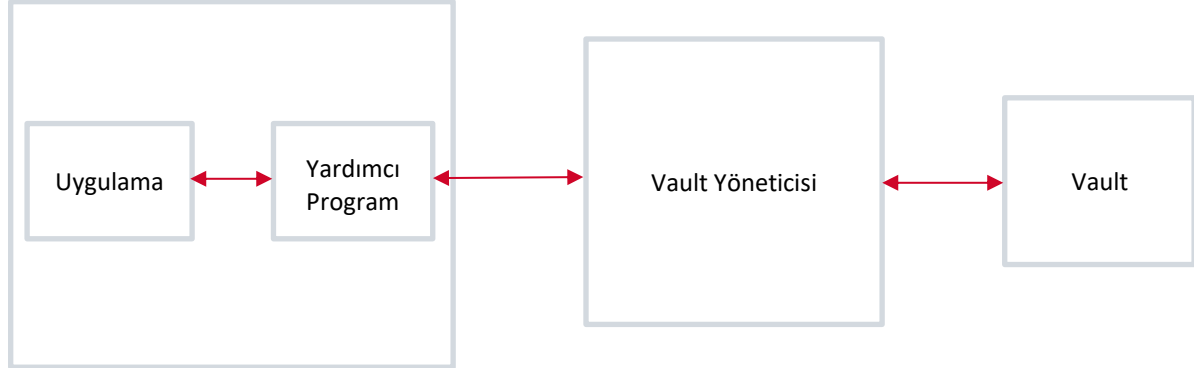 Uygulama
Yardımcı
Program
Vault Yöneticisi
Vault